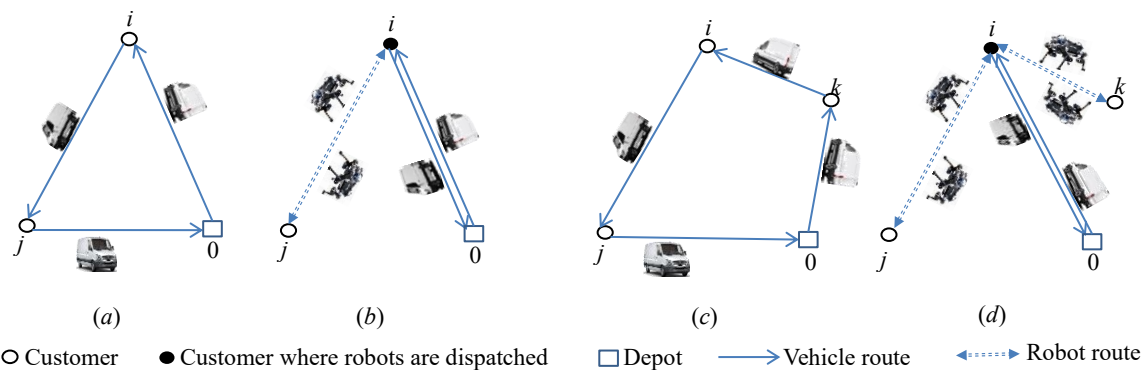 i i i i
k k
j 0 j 0 j 0 j 0
(a) (b) (c) (d)
Customer Customer where robots are dispatched Depot Vehicle route Robot route